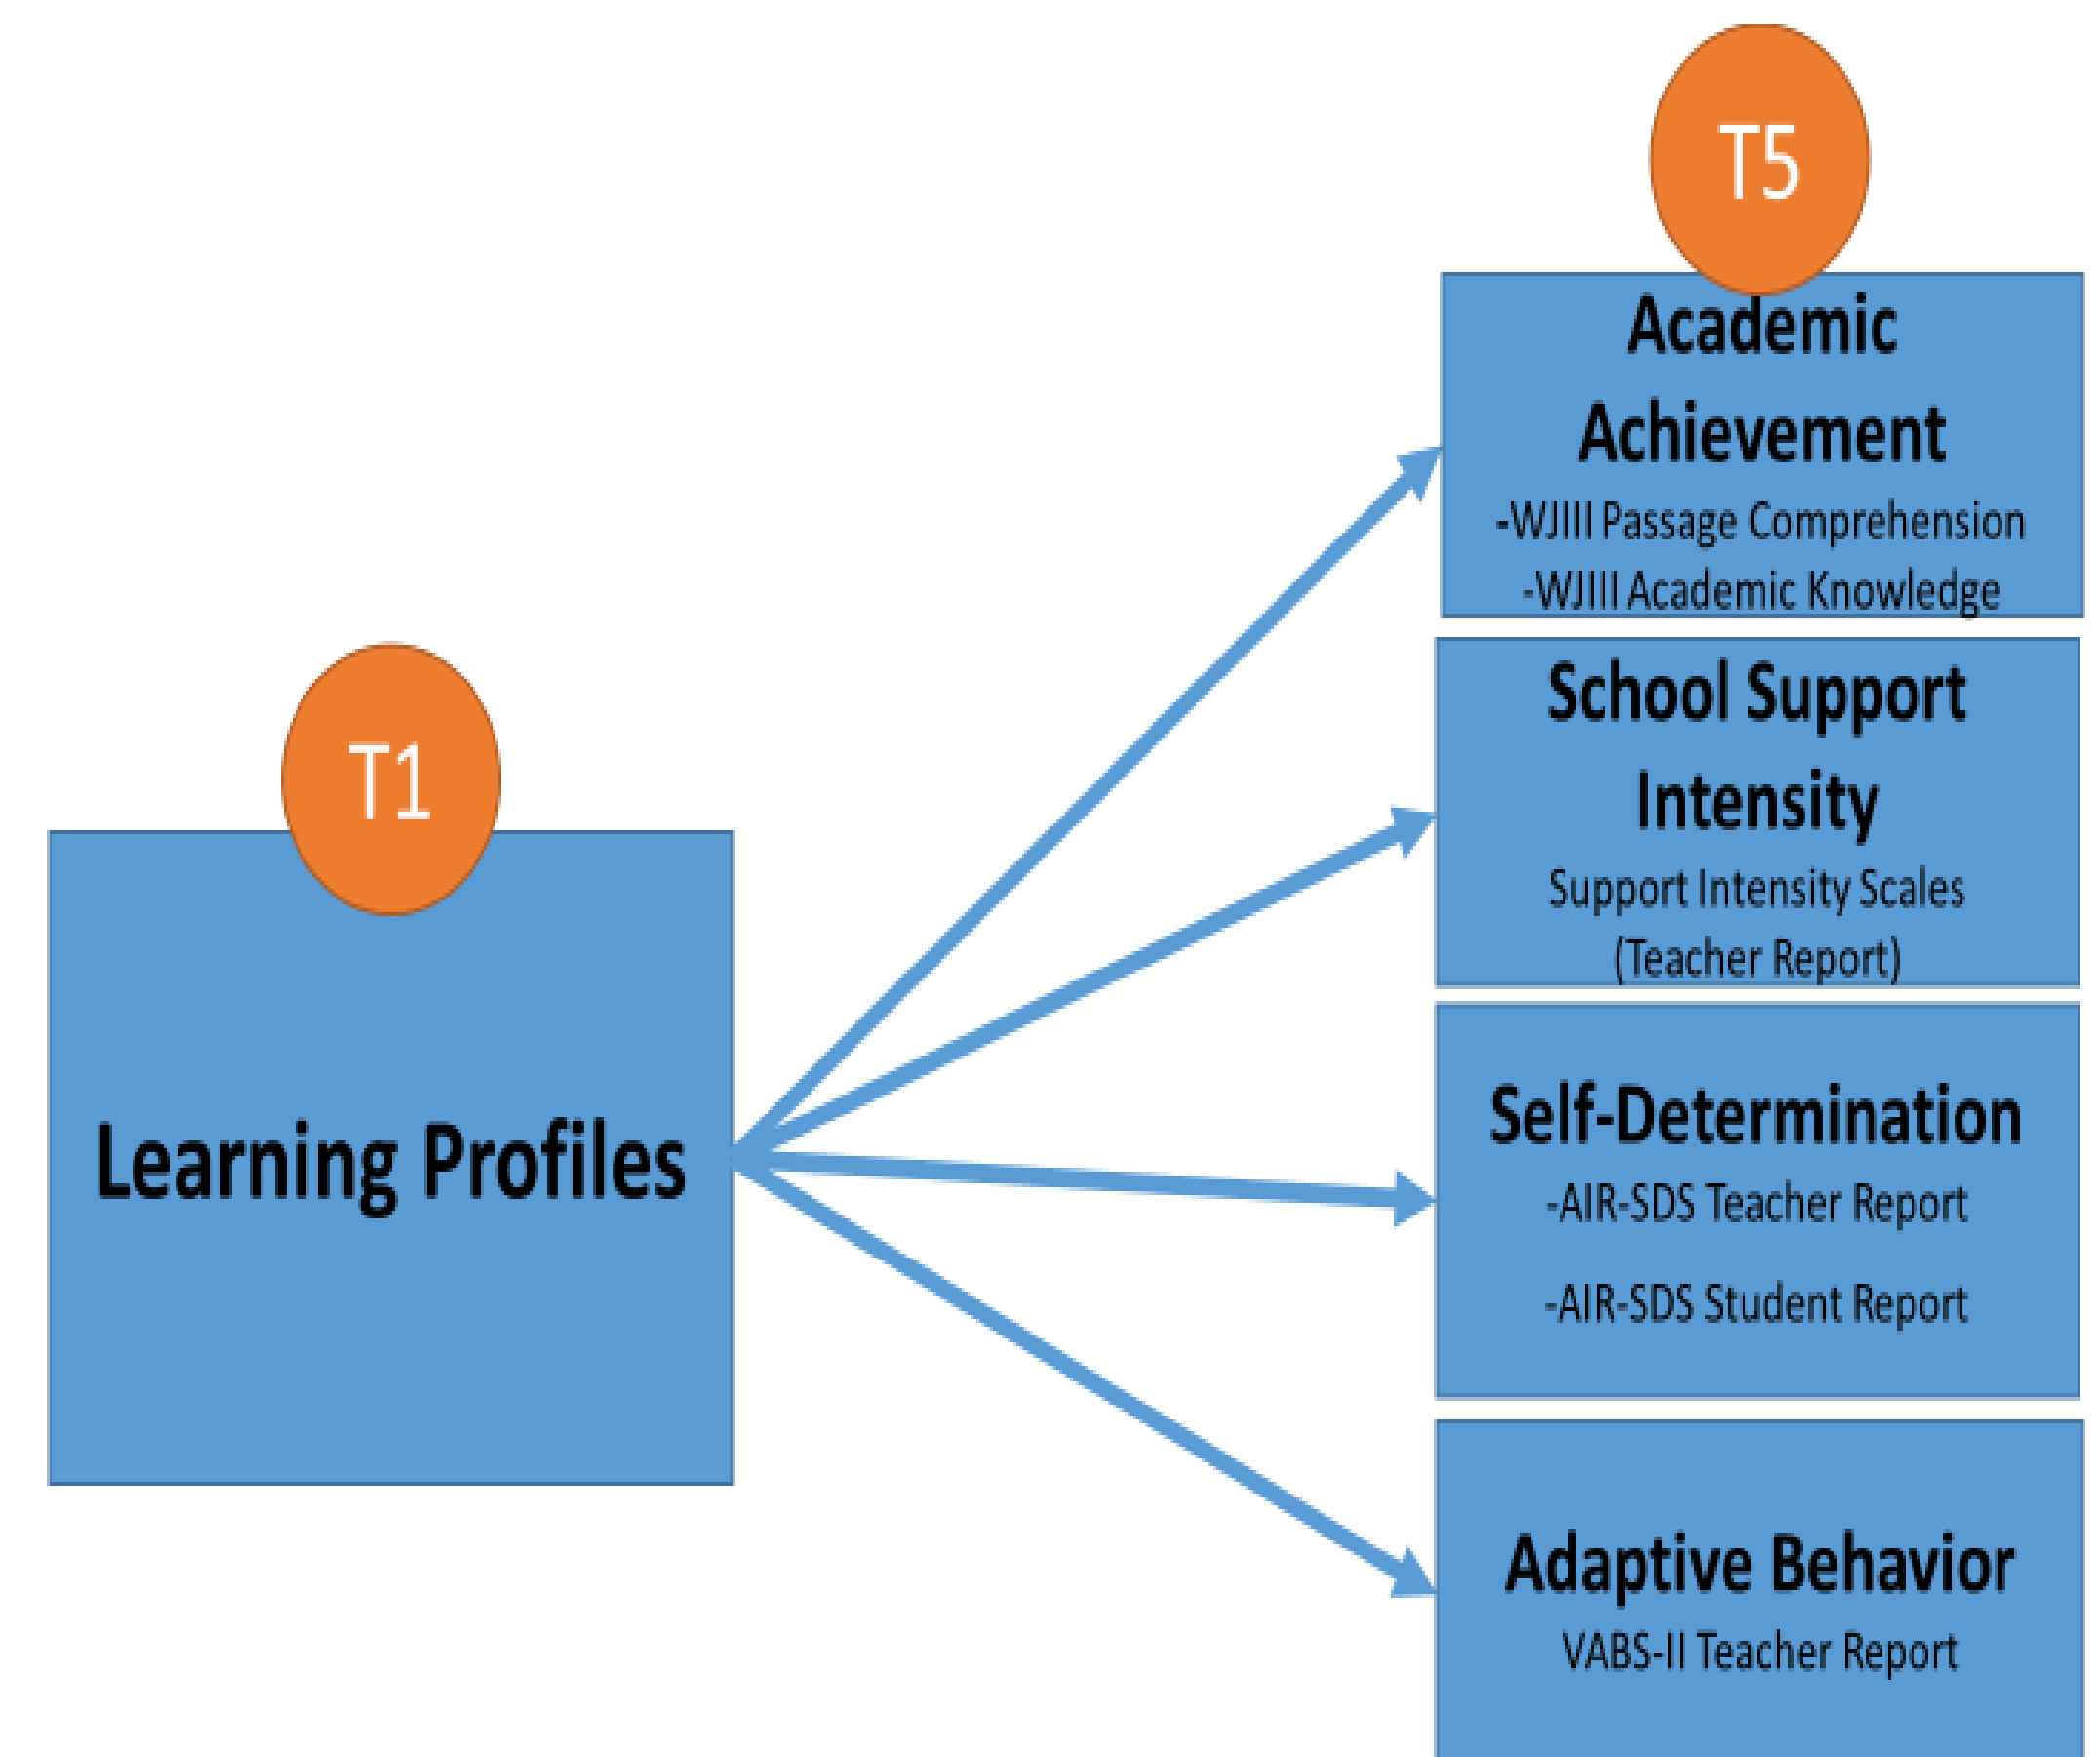 T1
Learning Profiles
T5
Academic
Achievement
-WJIII Passage Comprehension
-WJIII Academic Knowledge
School Support
Intensity
Support Intensity Scales
(Teacher Report)
Self-Determination
-AIR-SDS Teacher Report
-AIR-SDS Student Report
Adaptive Behavior
VABS-II Teacher Report